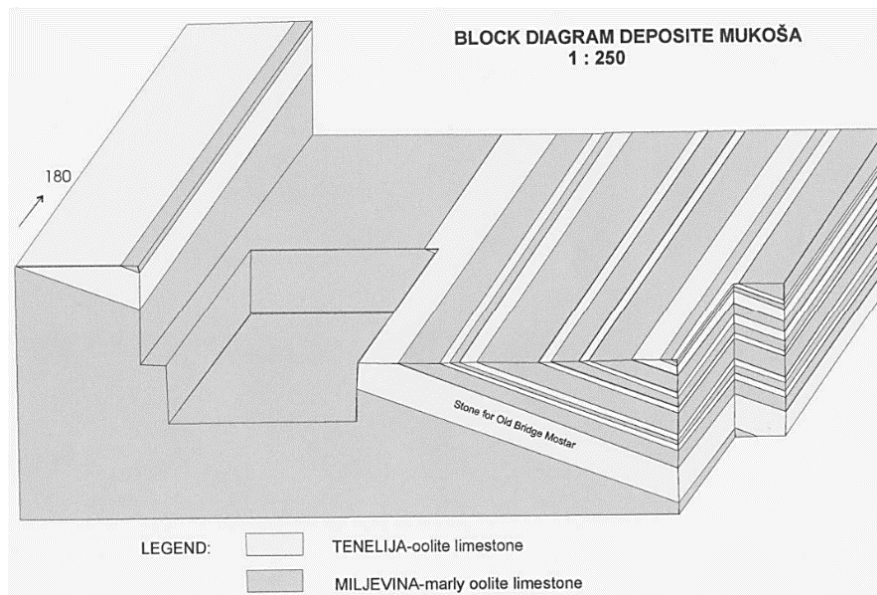 BLOCK DIAGRAM DEPOSITE MUKOŠA
1 : 250
180
Stone for Old Bridge Mostar
LEGEND:
TENELIJA-oolite limestone
MILJEVINA-marly oolite limestone